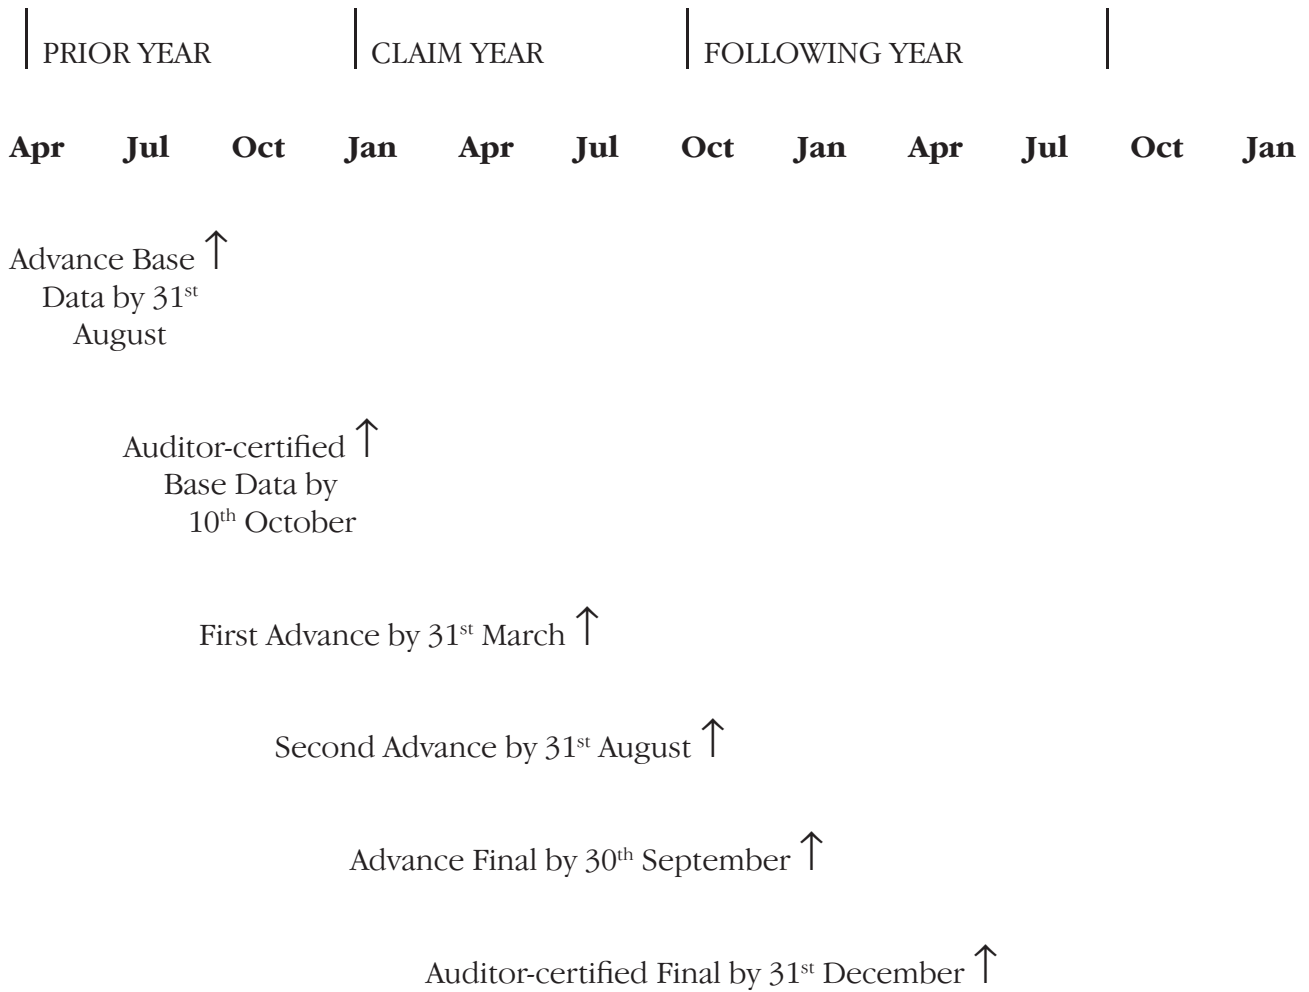 PRIOR YEAR CLAIM YEAR FOLLOWING YEAR
Apr Jul Oct Jan Apr Jul Oct Jan Apr Jul Oct Jan
Advance Base ↑
Data by 31st
August
Auditor-certified ↑
Base Data by
10th October
First Advance by 31st March ↑
Second Advance by 31st August ↑
Advance Final by 30th September ↑
Auditor-certified Final by 31st December ↑